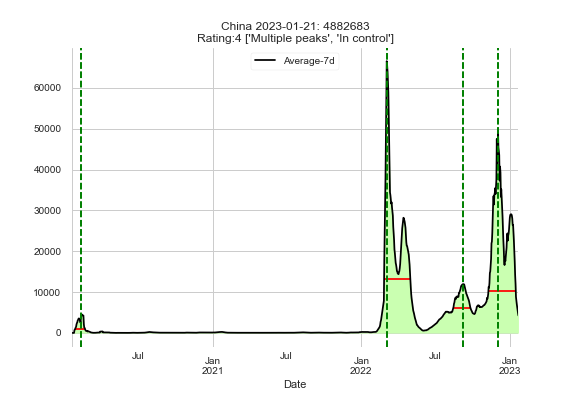 China 2023-01-21: 4882683
Rating:4 ['Multiple peaks', 'In control']
Average-7d
60000
50000
40000
30000
20000
10000
0
Jul
Jan
2021
Jul
Jan
2022
Jul
Jan
2023
Date